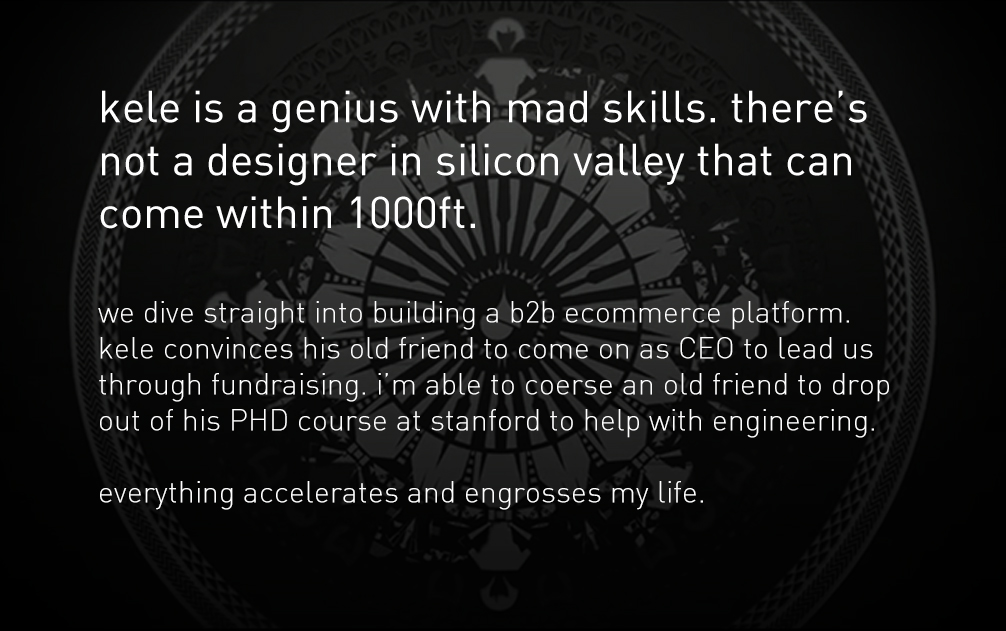 kele is a genius with mad skills. there's
not a designer in silicon valley that can
come within 1000ft.
we dive straight into building a b2b ecommerce platform.
kele convinces his old friend to come on as CEO to lead us
through fundraising. i'm able to coerse an old friend to drop
out of his PHD course at stanford to help with engineering.
everything accelerates and engrosses my life.